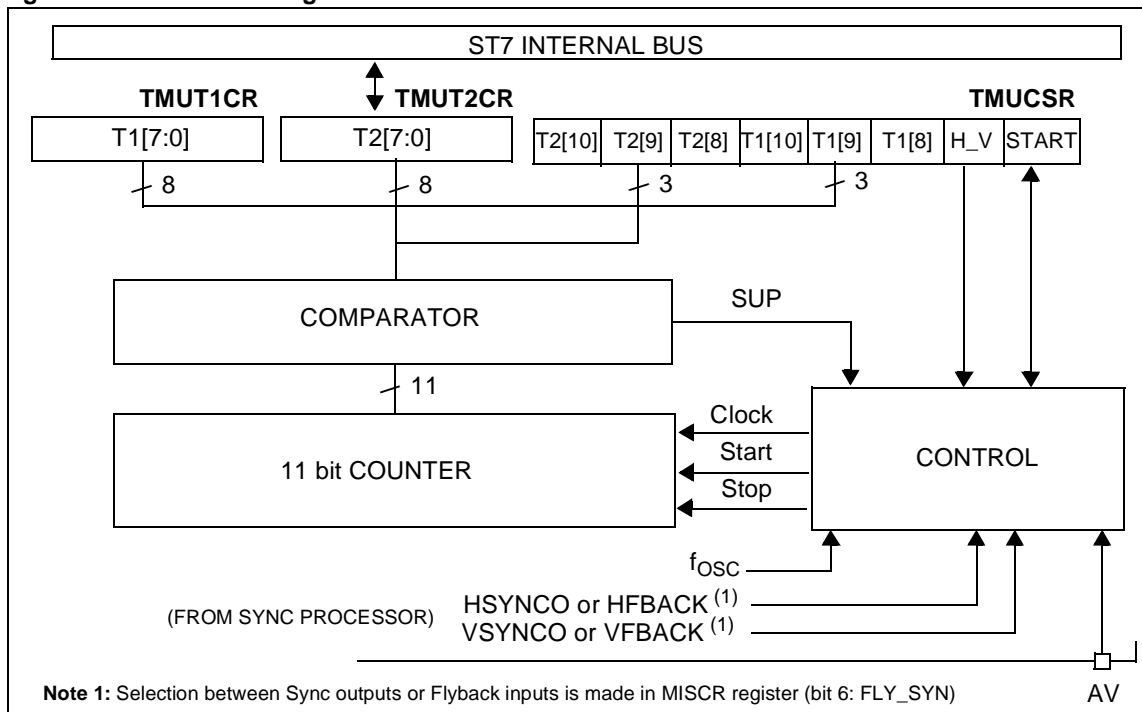 ST7 INTERNAL BUS
TMUT1CR TMUT2CR TMUCSR
T1[7:0] T2[7:0] T2[10] T2[9] T2[8] T1[10] T1[9] T1[8] H_V START
8 8 3 3
COMPARATOR
SUP
11
11 bit COUNTER
Clock
Start
Stop
CONTROL
fOSC
(FROM SYNC PROCESSOR)
HSYNCO or HFBACK (1)
VSYNCO or VFBACK (1)
Note 1: Selection between Sync outputs or Flyback inputs is made in MISCR register (bit 6: FLY_SYN)
AV